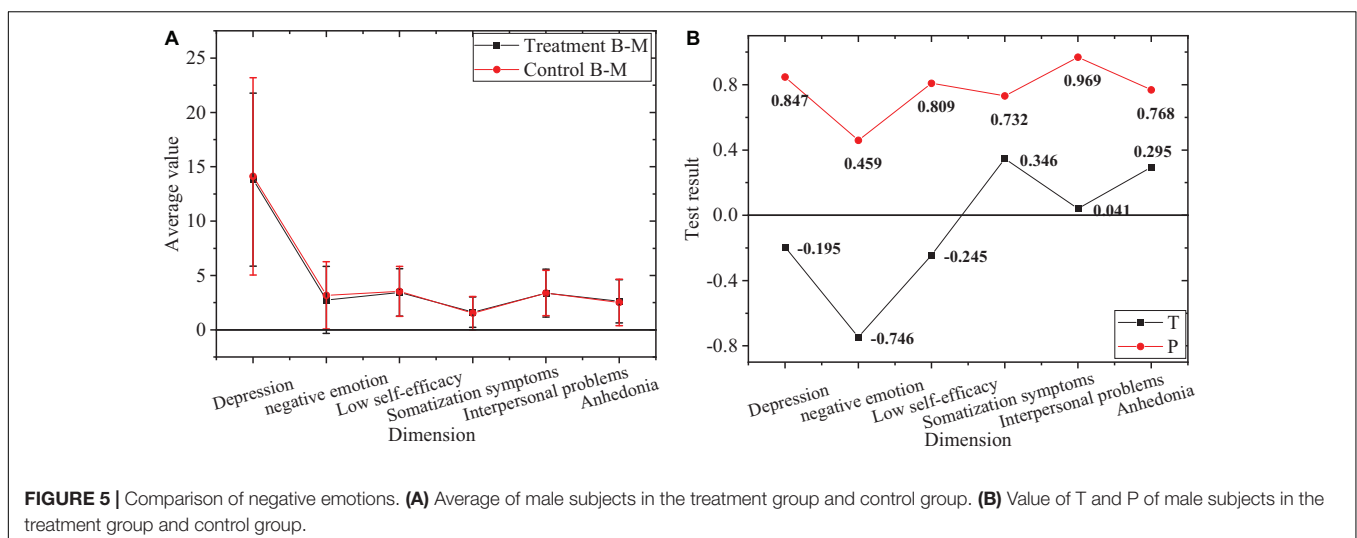 A
Treatment B-M
Control B-M
25
20
15
10
5
0
Average value
Depression
negative emotion
Low self-efficacy
Somatization symptoms
Interpersonal problems
Anhedonia
Dimension
B
0.8
0.4
0.0
-0.4
-0.8
Test result
0.847
0.459
0.809
0.732
0.969
0.768
-0.195
-0.746
-0.245
0.346
0.041
0.295
T
P
Depression
negative emotion
Low self-efficacy
Somatization symptoms
Interpersonal problems
Anhedonia
Dimension
FIGURE 5 | Comparison of negative emotions. (A) Average of male subjects in the treatment group and control group. (B) Value of T and P of male subjects in the
treatment group and control group.